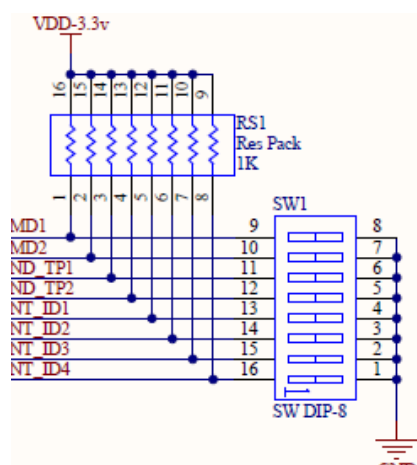 VDD-3.3v
16 15 14 13 12 11 10 9
RS1
Res Pack
1K
1 2 3 4 5 6 7 8
SW1
MD1 9 8
MD2 10 7
ND_TP1 11 6
ND_TP2 12 5
NT_ID1 13 4
NT_ID2 14 3
NT_ID3 15 2
NT_ID4 16 1
1
SW DIP-8